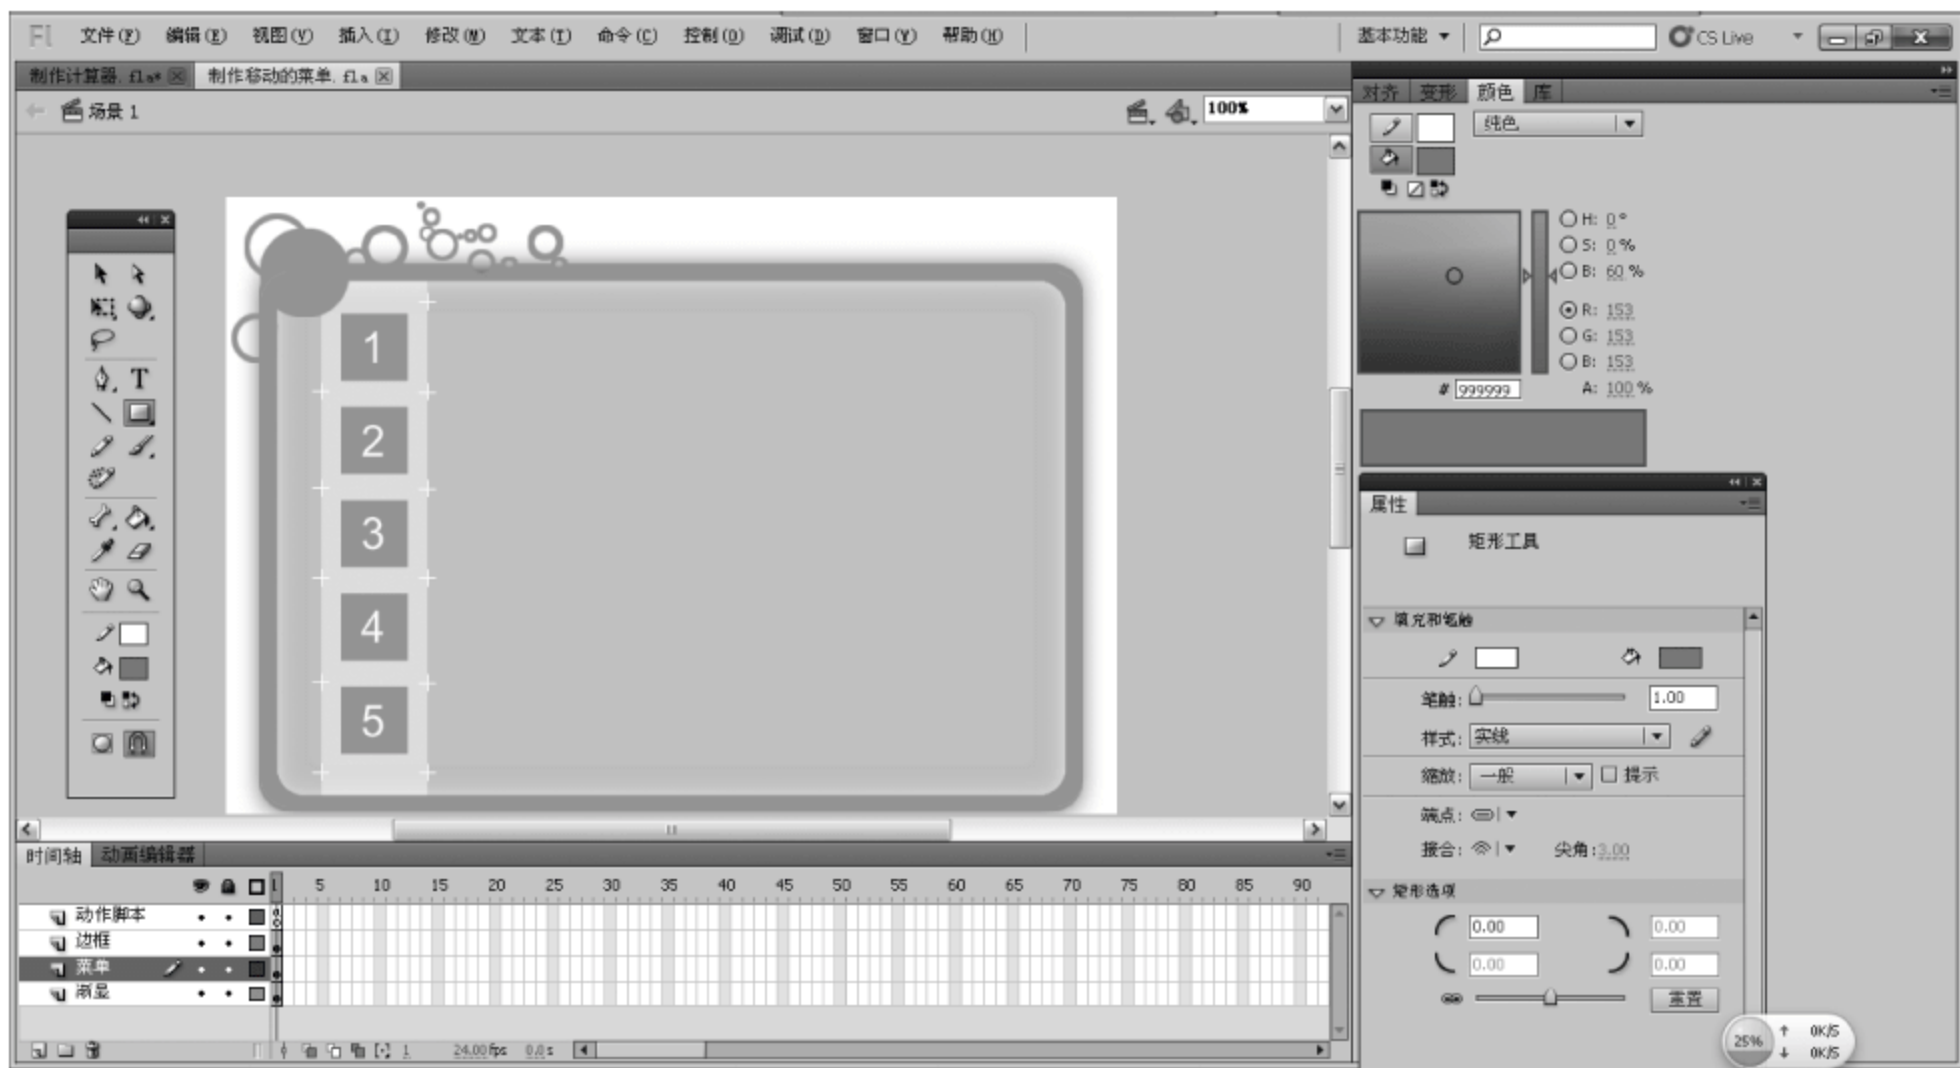 Fl 文件(F) 编辑(E) 视图(V) 插入(I) 修改(M) 文本(T) 命令(C) 控制(O) 调试(D) 窗口(W) 帮助(H) 基本功能 CS Live
制作计算器.fla* 制作移动的菜单.fla
场景 1 100%
对齐 变形 颜色 库
纯色
H: 0 °
S: 0 %
B: 60 %
R: 153
G: 153
B: 153
# 999999 A: 100 %
1
2
3
4
5
T
属性
矩形工具
填充和笔触
笔触: 1.00
样式: 实线
缩放: 一般 提示
端点:
接合: 尖角: 3.00
矩形选项
0.00 0.00
0.00 0.00
重置
时间轴 动画编辑器
1 5 10 15 20 25 30 35 40 45 50 55 60 65 70 75 80 85 90
动作脚本
边框
菜单
渐显
1 24.00fps 0.0s
25% 0K/S
0K/S